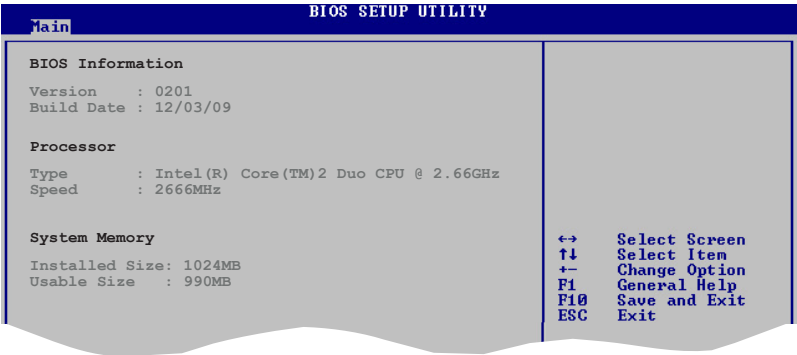 BIOS SETUP UTILITY
Main
BIOS Information
Version : 0201
Build Date : 12/03/09
Processor
Type : Intel(R) Core(TM)2 Duo CPU @ 2.66GHz
Speed : 2666MHz
System Memory
Installed Size: 1024MB
Usable Size : 990MB
←→ Select Screen
↑↓ Select Item
+- Change Option
F1 General Help
F10 Save and Exit
ESC Exit